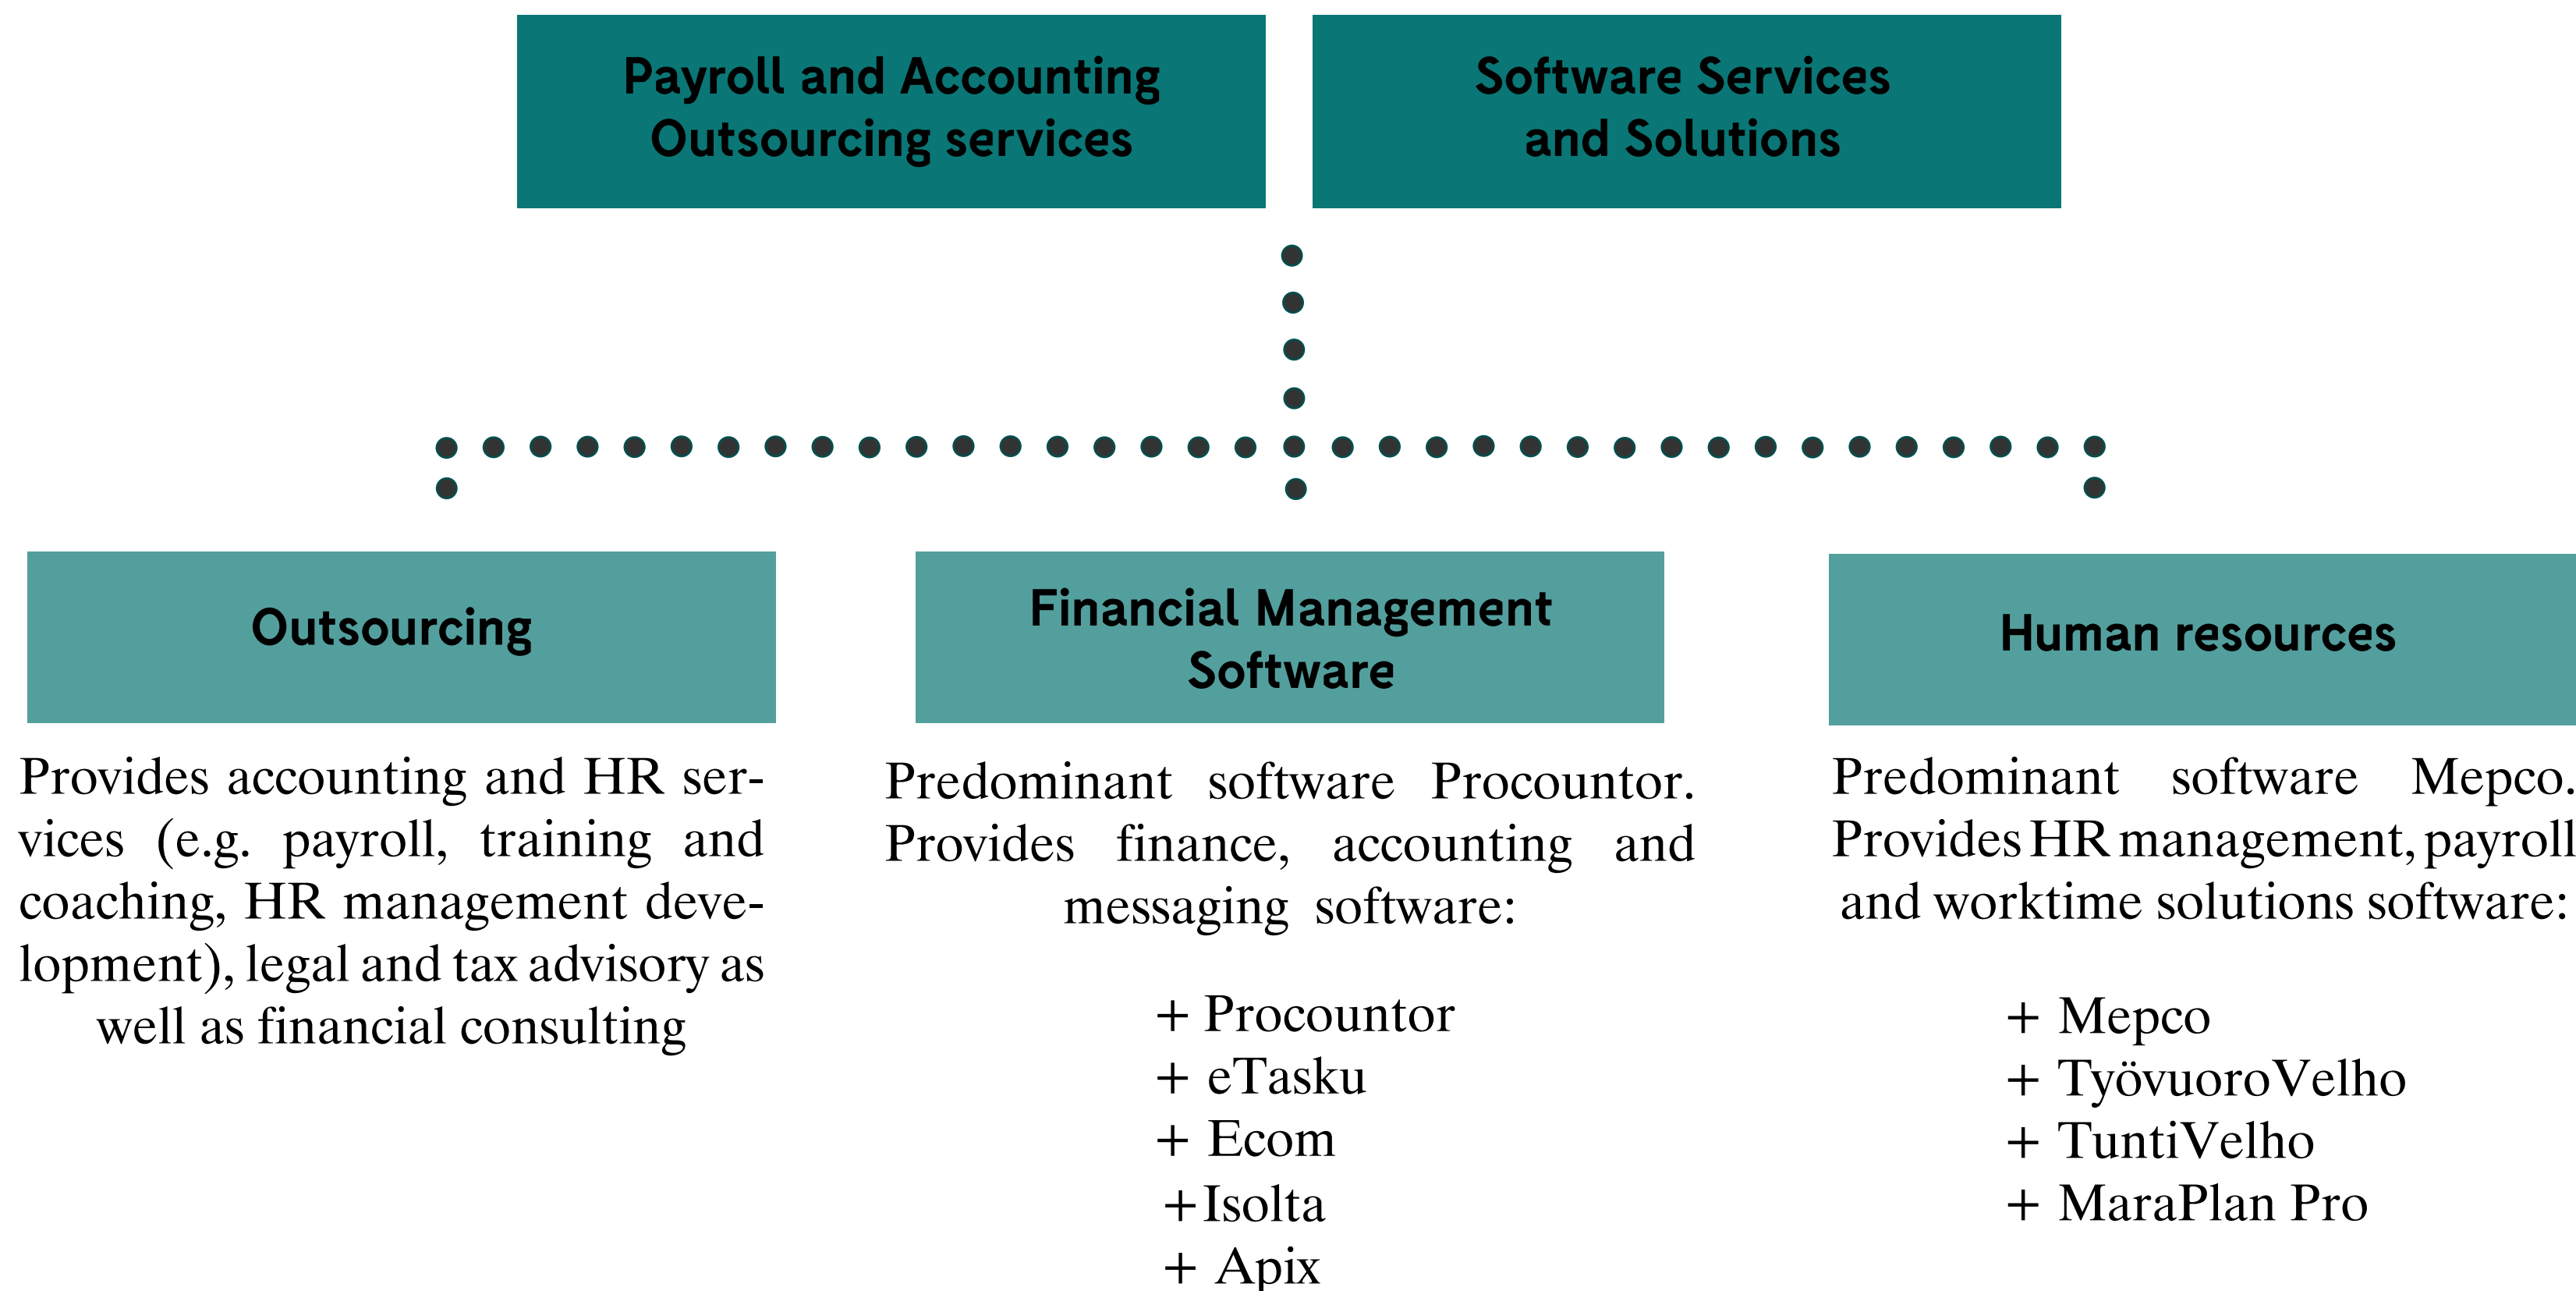 Payroll and Accounting
Outsourcing services
Software Services
and Solutions
Outsourcing
Provides accounting and HR ser-
vices (e.g. payroll, training and
coaching, HR management deve-
lopment), legal and tax advisory as
well as financial consulting
Financial Management
Software
Predominant software Procountor.
Provides finance, accounting and
messaging software:
+ Procountor
+ eTasku
+ Ecom
+Isolta
+ Apix
Human resources
Predominant software Mepco.
Provides HR management, payroll
and worktime solutions software:
+ Mepco
+ TyövuoroVelho
+ TuntiVelho
+ MaraPlan Pro